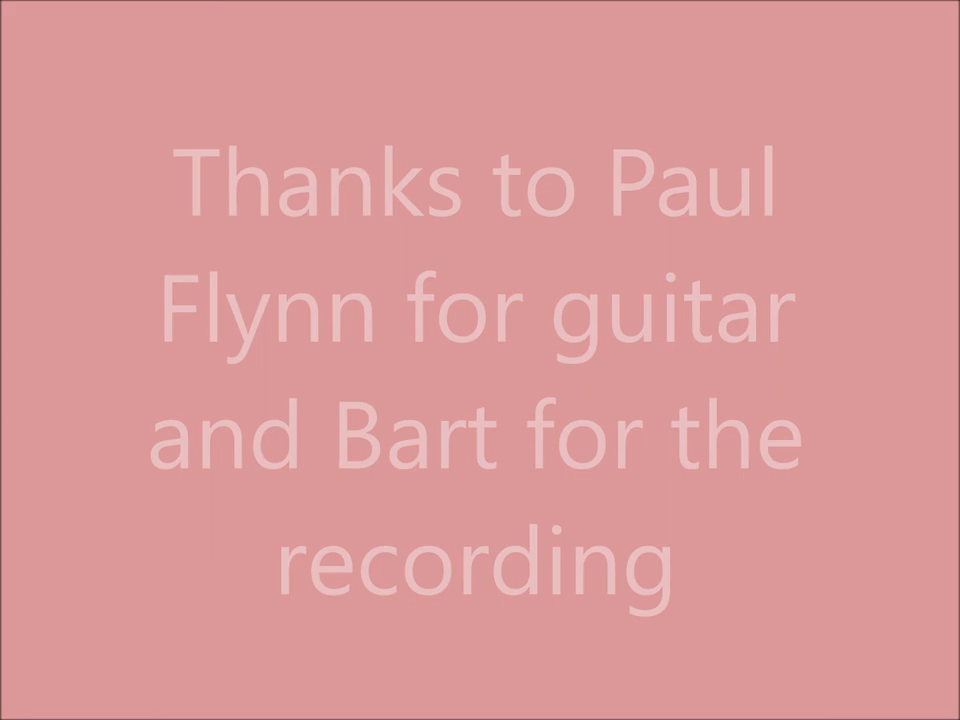 Thanks to Paul
Flynn for guitar
and Bart for the
recording